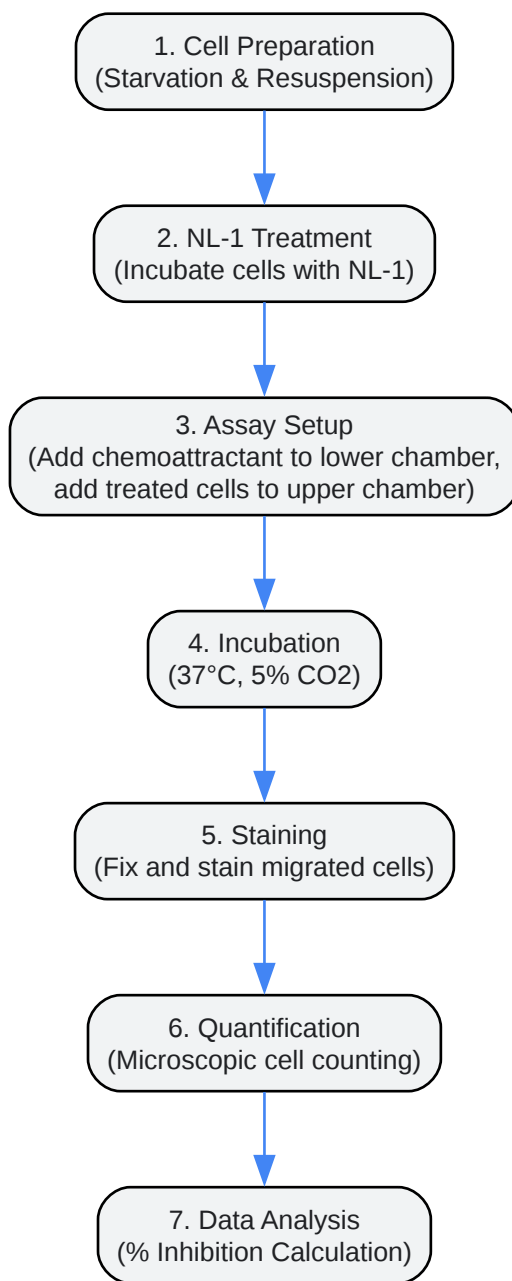 1. Cell Preparation
(Starvation & Resuspension)
2. NL-1 Treatment
(Incubate cells with NL-1)
3. Assay Setup
(Add chemoattractant to lower chamber,
add treated cells to upper chamber)
4. Incubation
(37°C, 5% CO2)
5. Staining
(Fix and stain migrated cells)
6. Quantification
(Microscopic cell counting)
7. Data Analysis
(% Inhibition Calculation)